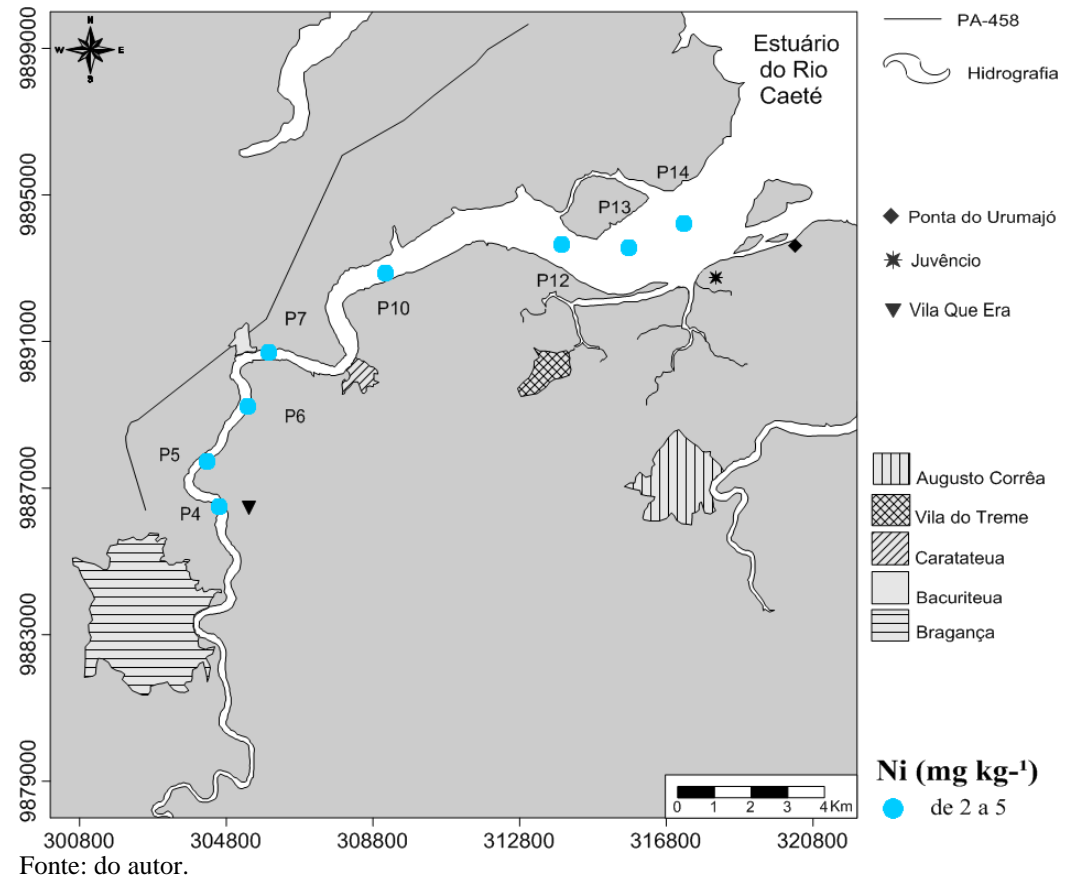 N
W
E
S
Estuário
do Rio
Caeté
P14
P13
P12
P10
P7
P6
P5
P4
9899000
9895000
9891000
9887000
9883000
9879000
300800
304800
308800
312800
316800
320800
0 1 2 3 4 Km
PA-458
Hidrografia
Ponta do Urumajó
Juvêncio
Vila Que Era
Augusto Corrêa
Vila do Treme
Caratateua
Bacuriteua
Bragança
Ni (mg kg-¹)
de 2 a 5
Fonte: do autor.